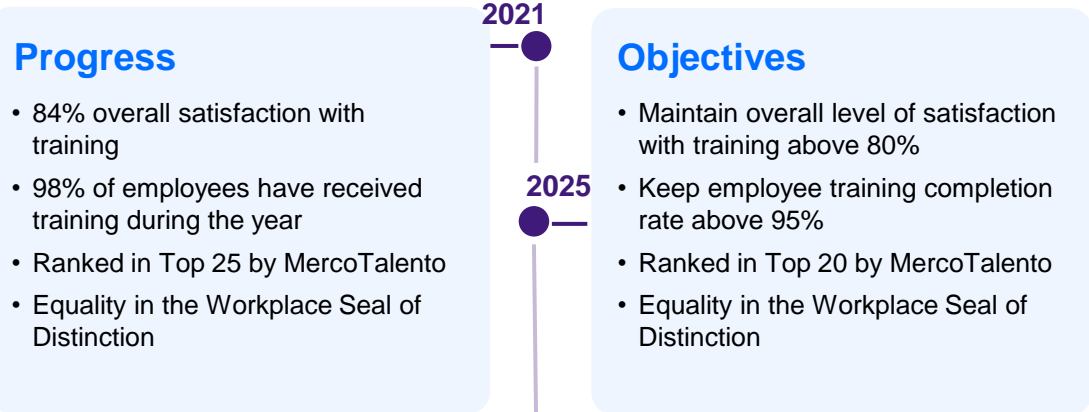 2021
Progress
• 84% overall satisfaction with
training
• 98% of employees have received
training during the year
• Ranked in Top 25 by MercoTalento
• Equality in the Workplace Seal of
Distinction
2025
Objectives
• Maintain overall level of satisfaction
with training above 80%
• Keep employee training completion
rate above 95%
• Ranked in Top 20 by MercoTalento
• Equality in the Workplace Seal of
Distinction